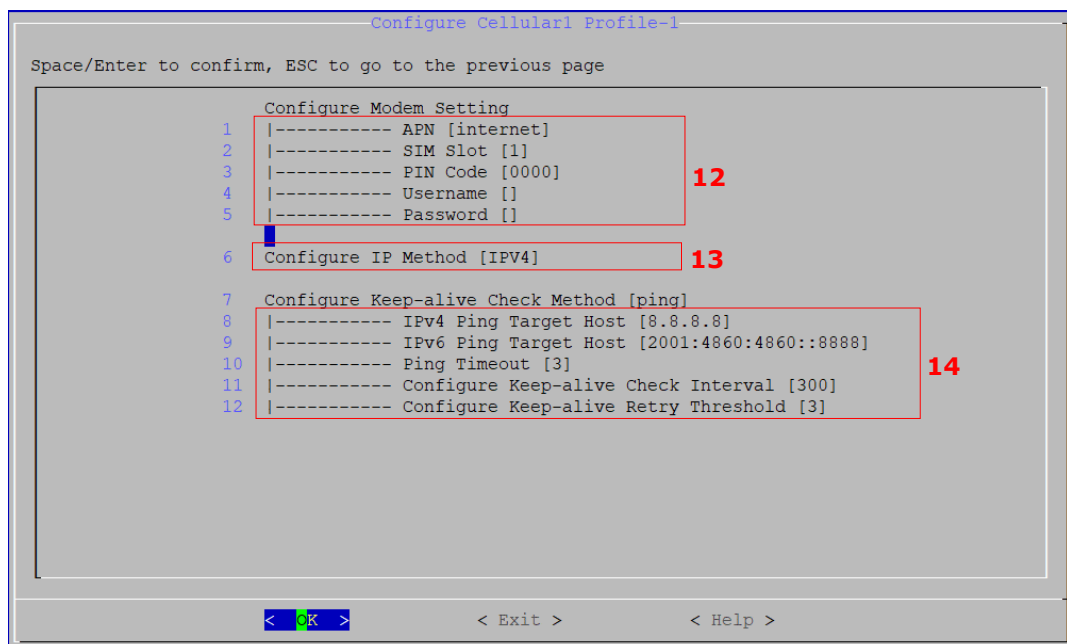 Configure Cellular1 Profile-1
Space/Enter to confirm, ESC to go to the previous page
Configure Modem Setting
1 |----------- APN [internet]
2 |----------- SIM Slot [1]
3 |----------- PIN Code [0000]
4 |----------- Username []
5 |----------- Password []
12
6 Configure IP Method [IPV4]
13
7 Configure Keep-alive Check Method [ping]
8 |----------- IPv4 Ping Target Host [8.8.8.8]
9 |----------- IPv6 Ping Target Host [2001:4860:4860::8888]
10 |----------- Ping Timeout [3]
11 |----------- Configure Keep-alive Check Interval [300]
12 |----------- Configure Keep-alive Retry Threshold [3]
14
< OK > < Exit > < Help >